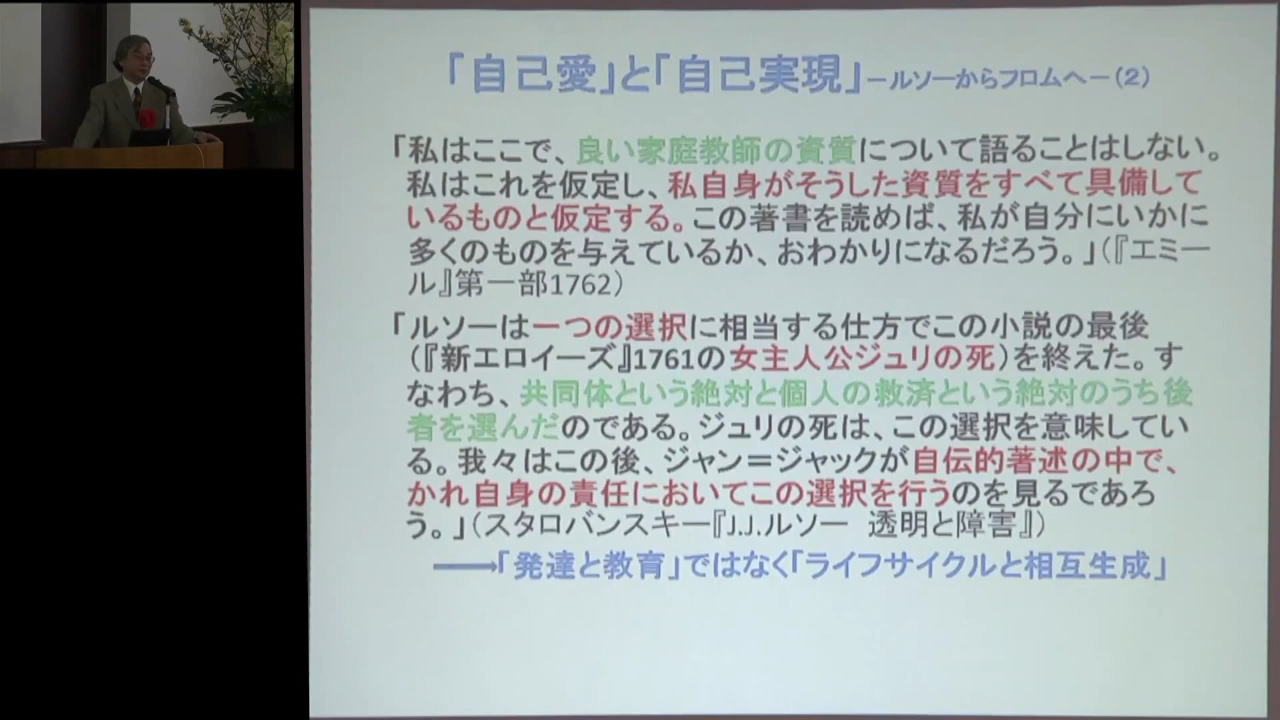 「自己愛」と「自己実現」－ルソーからフロムへ－（2）
「私はここで、良い家庭教師の資質について語ることはしない。
私はこれを仮定し、私自身がそうした資質をすべて具備して
いるものと仮定する。この著書を読めば、私が自分にいかに
多くのものを与えているか、おわかりになるだろう。」（『エミー
ル』第一部1762）
「ルソーは一つの選択に相当する仕方でこの小説の最後
（『新エロイーズ』1761の女主人公ジュリの死）を終えた。す
なわち、共同体という絶対と個人の救済という絶対のうち後
者を選んだのである。ジュリの死は、この選択を意味してい
る。我々はこの後、ジャン＝ジャックが自伝的著述の中で、
かれ自身の責任においてこの選択を行うのを見るであろ
う。」（スタロバンスキー『J.J.ルソー　透明と障害』）
→「発達と教育」ではなく「ライフサイクルと相互生成」